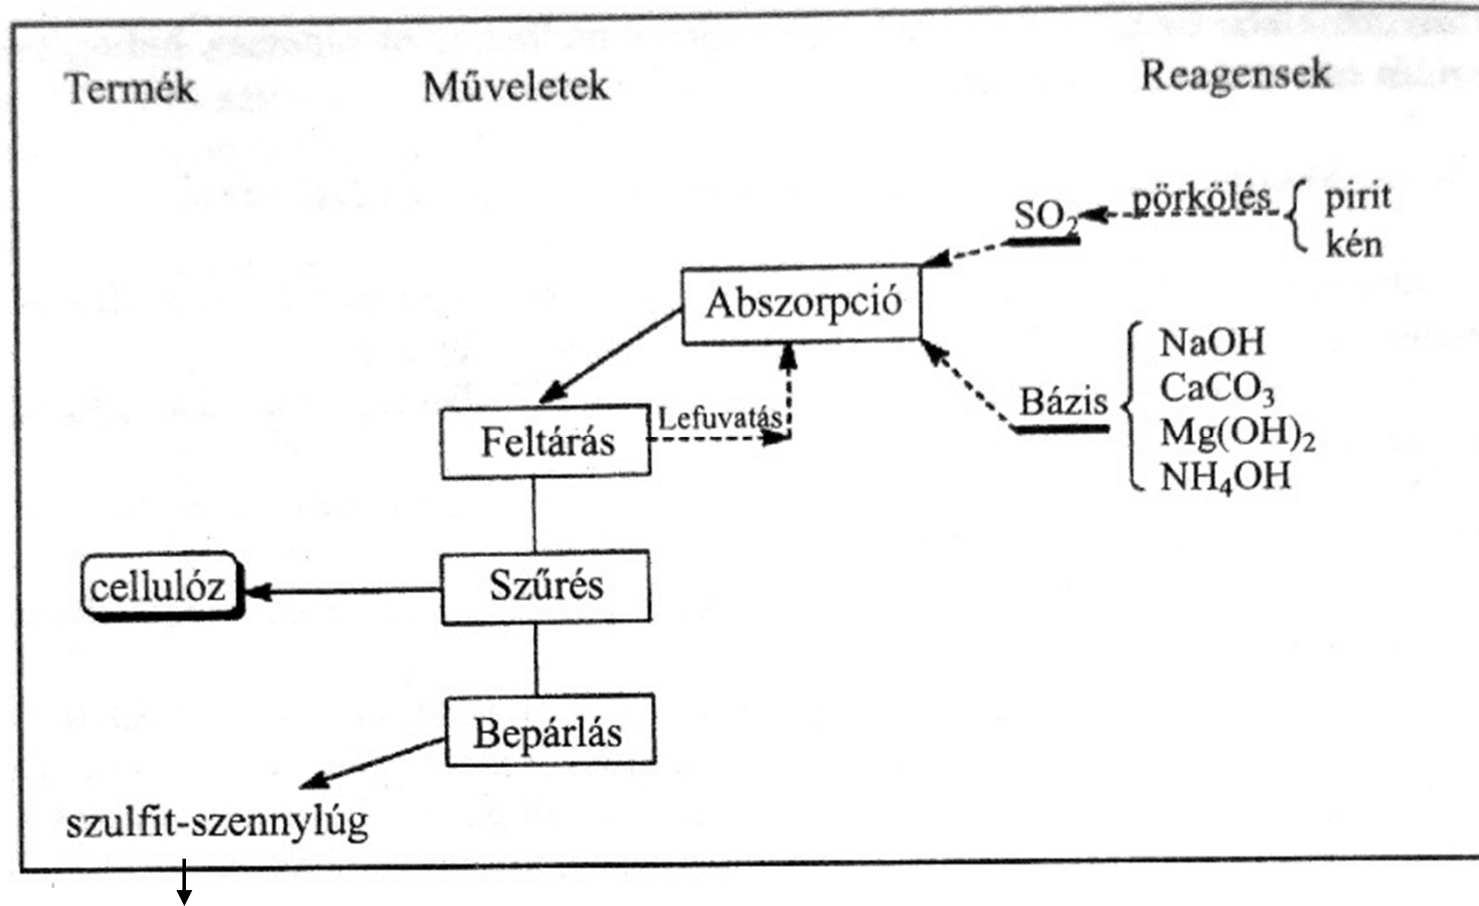 Termék Műveletek Reagensek
SO₂ pörkölés pirit
kén
Abszorpció
NaOH
CaCO₃
Bázis
Mg(OH)₂
NH₄OH
Lefuvatás
Feltárás
cellulóz Szűrés
Bepárlás
szulfit-szennylúg